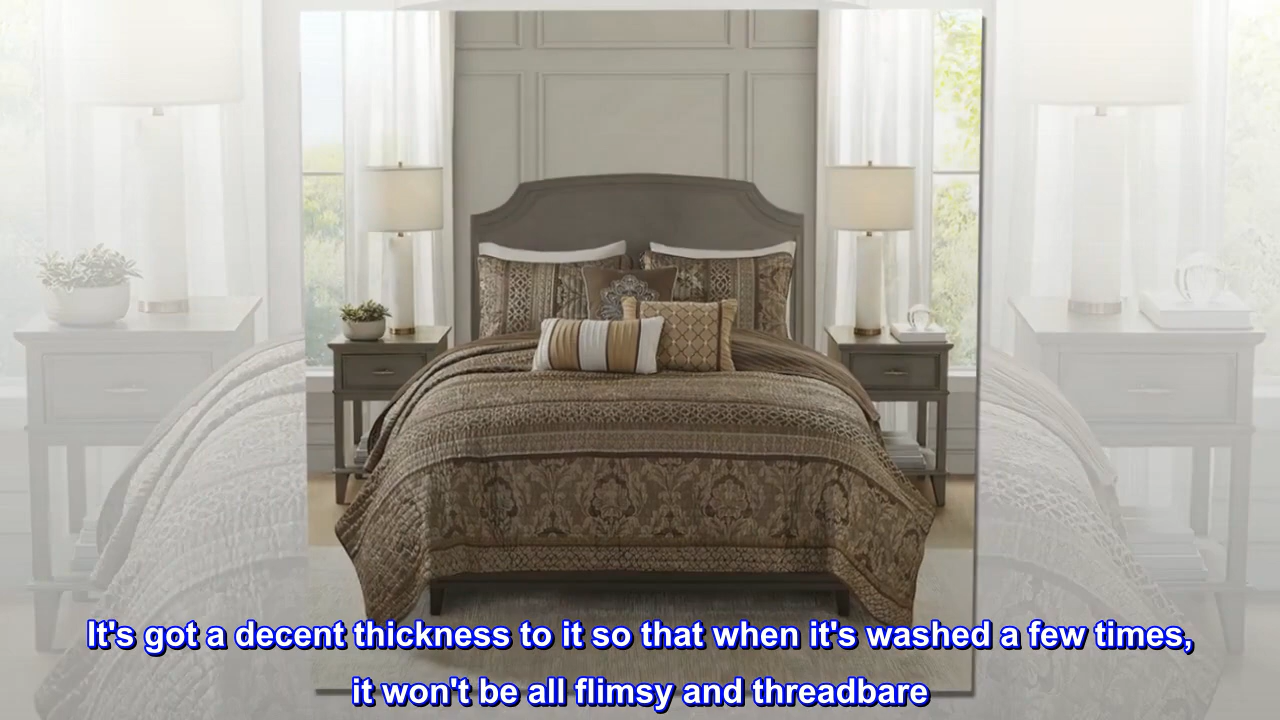 It's got a decent thickness to it so that when it's washed a few times,
it won't be all flimsy and threadbare